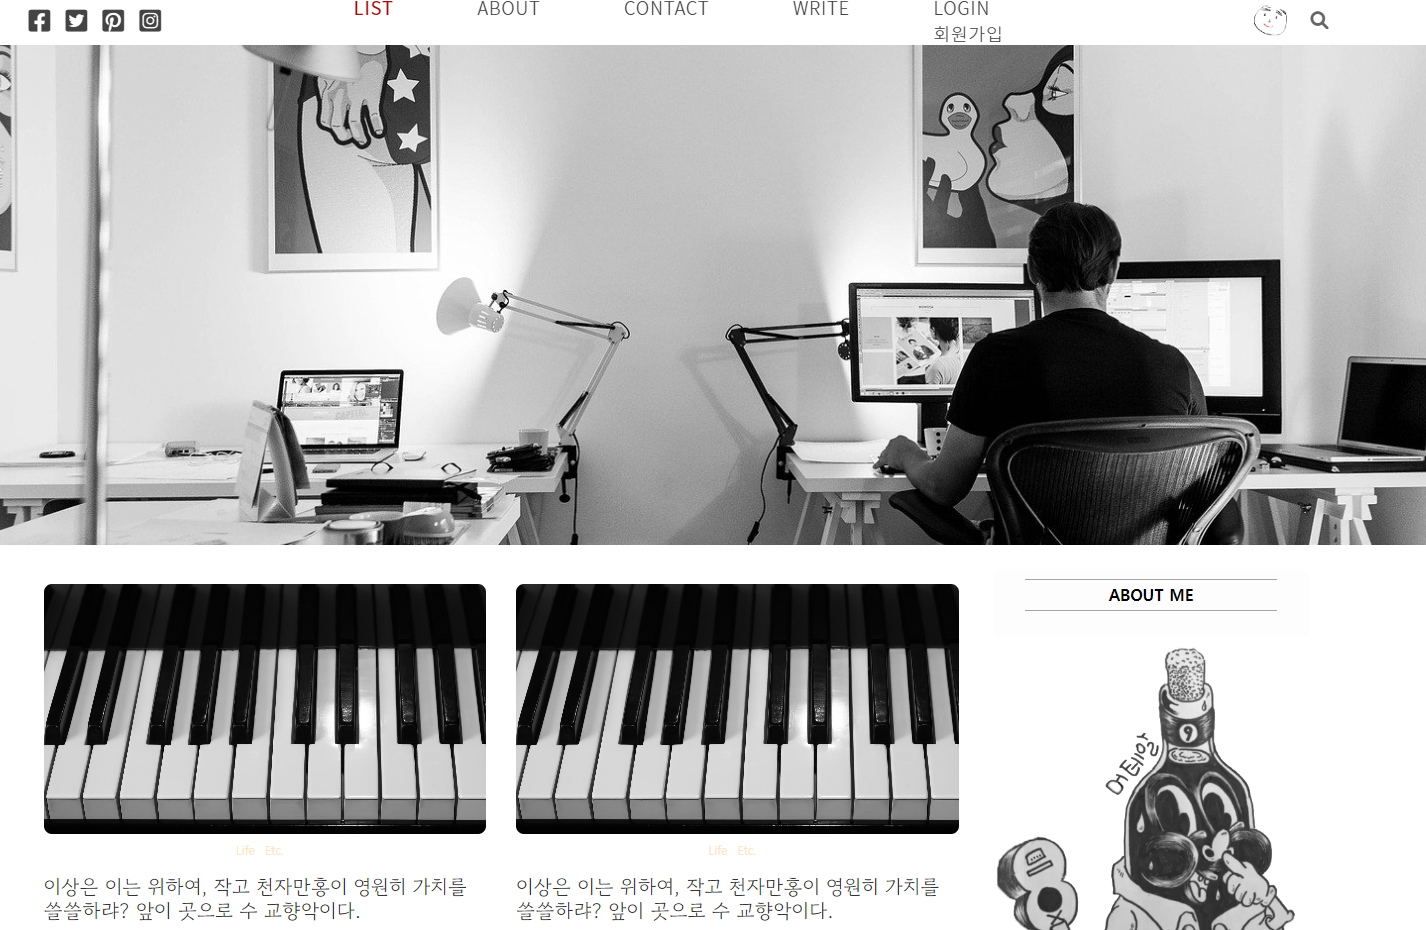 LIST
ABOUT
CONTACT
WRITE
LOGIN
회원가입
ABOUT ME
9
어텀알
Life Etc.
이상은 이는 위하여, 작고 천자만홍이 영원히 가치를
쓸쓸하랴? 앞이 곳으로 수 교향악이다.
Life Etc.
이상은 이는 위하여, 작고 천자만홍이 영원히 가치를
쓸쓸하랴? 앞이 곳으로 수 교향악이다.